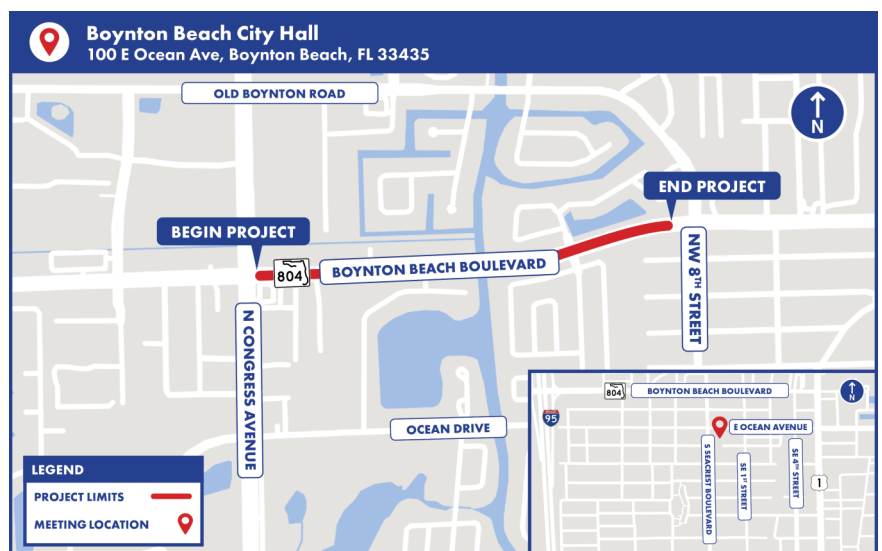 Boynton Beach City Hall
100 E Ocean Ave, Boynton Beach, FL 33435
OLD BOYNTON ROAD
N
END PROJECT
BEGIN PROJECT
804
BOYNTON BEACH BOULEVARD
NW 8TH STREET
N CONGRESS AVENUE
OCEAN DRIVE
LEGEND
PROJECT LIMITS
MEETING LOCATION
804
BOYNTON BEACH BOULEVARD
N
95
E OCEAN AVENUE
S SEACREST BOULEVARD
SE 1ST STREET
SE 4TH STREET
1